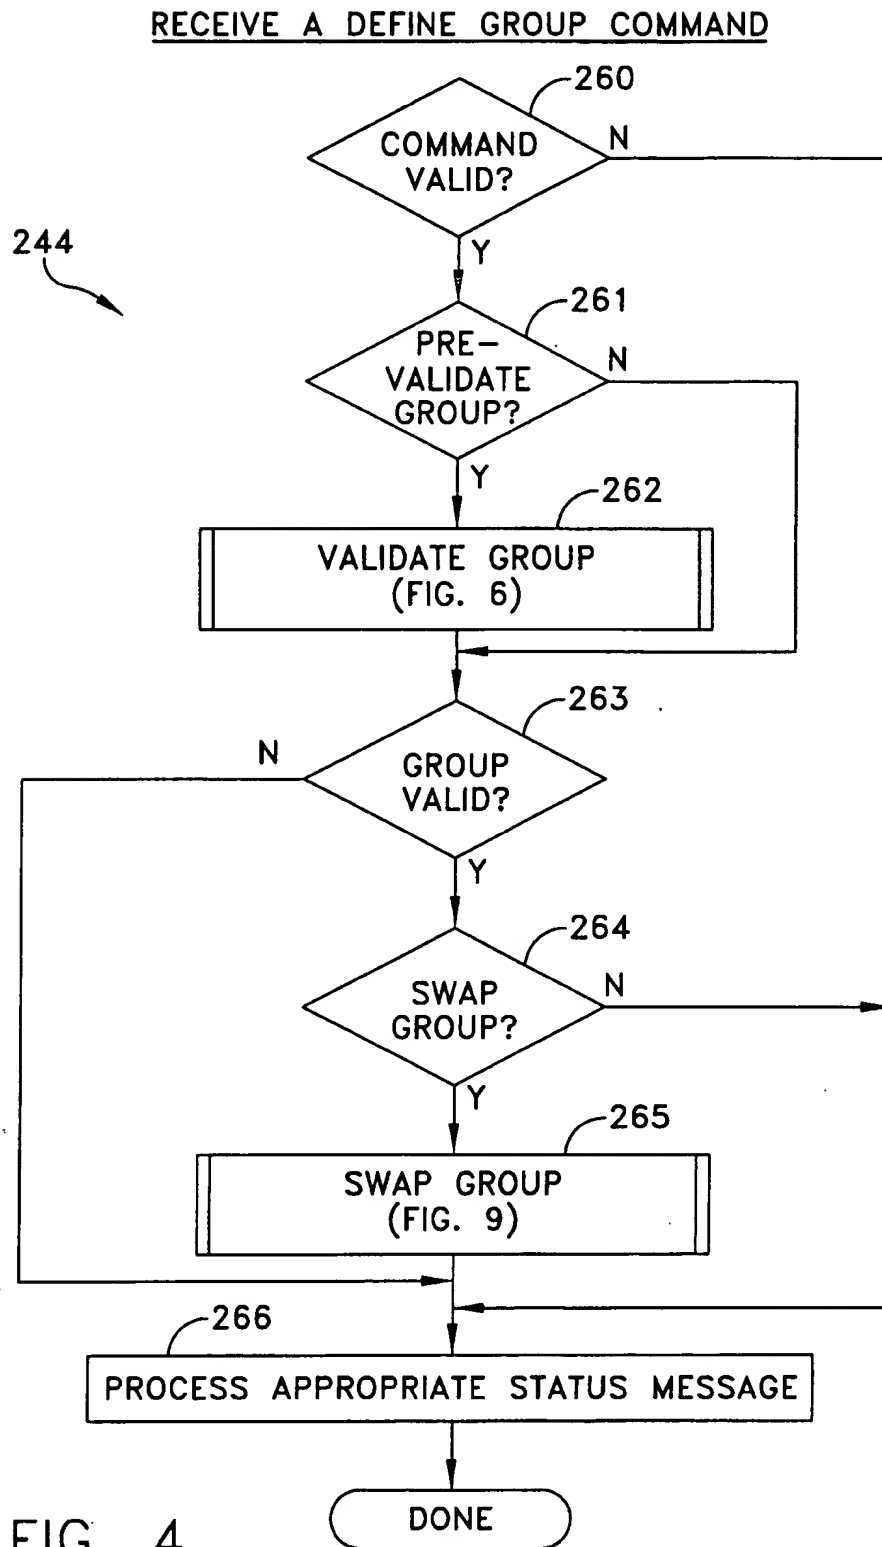 RECEIVE A DEFINE GROUP COMMAND
260
COMMAND
VALID?
N
Y
244
261
PRE-
VALIDATE
GROUP?
N
Y
262
VALIDATE GROUP
(FIG. 6)
263
N
GROUP
VALID?
Y
264
SWAP
GROUP?
N
Y
265
SWAP GROUP
(FIG. 9)
266
PROCESS APPROPRIATE STATUS MESSAGE
DONE
FIG. 4